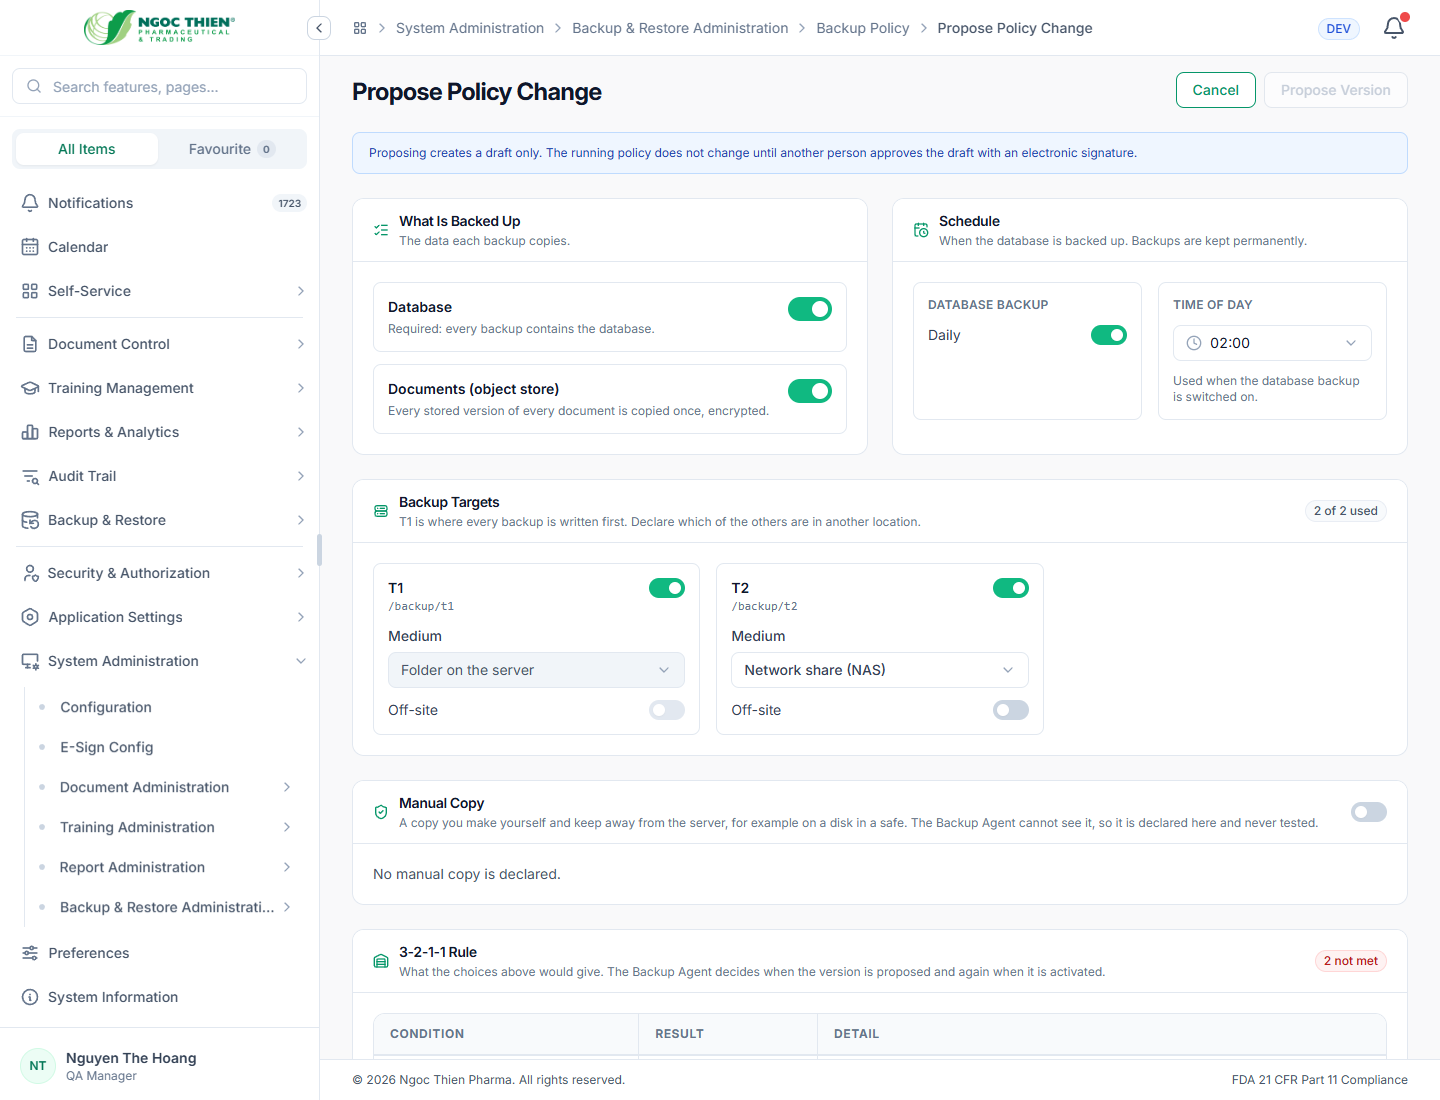 NGOC THIEN®
PHARMACEUTICAL
& TRADING
Search features, pages...
All Items
Favourite 0
Notifications 1723
Calendar
Self-Service
Document Control
Training Management
Reports & Analytics
Audit Trail
Backup & Restore
Security & Authorization
Application Settings
System Administration
Configuration
E-Sign Config
Document Administration
Training Administration
Report Administration
Backup & Restore Administrati...
Preferences
System Information
NT
Nguyen The Hoang
QA Manager
System Administration > Backup & Restore Administration > Backup Policy > Propose Policy Change
DEV
Propose Policy Change
Cancel
Propose Version
Proposing creates a draft only. The running policy does not change until another person approves the draft with an electronic signature.
What Is Backed Up
The data each backup copies.
Database
Required: every backup contains the database.
Documents (object store)
Every stored version of every document is copied once, encrypted.
Schedule
When the database is backed up. Backups are kept permanently.
DATABASE BACKUP
Daily
TIME OF DAY
02:00
Used when the database backup
is switched on.
Backup Targets
T1 is where every backup is written first. Declare which of the others are in another location.
2 of 2 used
T1
/backup/t1
Medium
Folder on the server
Off-site
T2
/backup/t2
Medium
Network share (NAS)
Off-site
Manual Copy
A copy you make yourself and keep away from the server, for example on a disk in a safe. The Backup Agent cannot see it, so it is declared here and never tested.
No manual copy is declared.
3-2-1-1 Rule
What the choices above would give. The Backup Agent decides when the version is proposed and again when it is activated.
2 not met
CONDITION
RESULT
DETAIL
© 2026 Ngoc Thien Pharma. All rights reserved.
FDA 21 CFR Part 11 Compliance